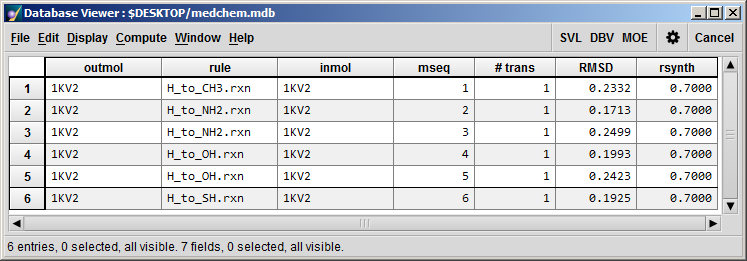 Database Viewer : $DESKTOP/medchem.mdb
File Edit Display Compute Window Help SVL DBV MOE Cancel
outmol rule inmol mseq # trans RMSD rsynth
1 1KV2 H_to_CH3.rxn 1KV2 1 1 0.2332 0.7000
2 1KV2 H_to_NH2.rxn 1KV2 2 1 0.1713 0.7000
3 1KV2 H_to_NH2.rxn 1KV2 3 1 0.2499 0.7000
4 1KV2 H_to_OH.rxn 1KV2 4 1 0.1993 0.7000
5 1KV2 H_to_OH.rxn 1KV2 5 1 0.2423 0.7000
6 1KV2 H_to_SH.rxn 1KV2 6 1 0.1925 0.7000
6 entries, 0 selected, all visible. 7 fields, 0 selected, all visible.